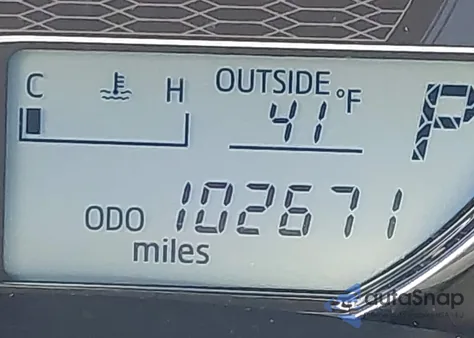 C H OUTSIDE °F P
41
ODO 102671
miles
autoSnap